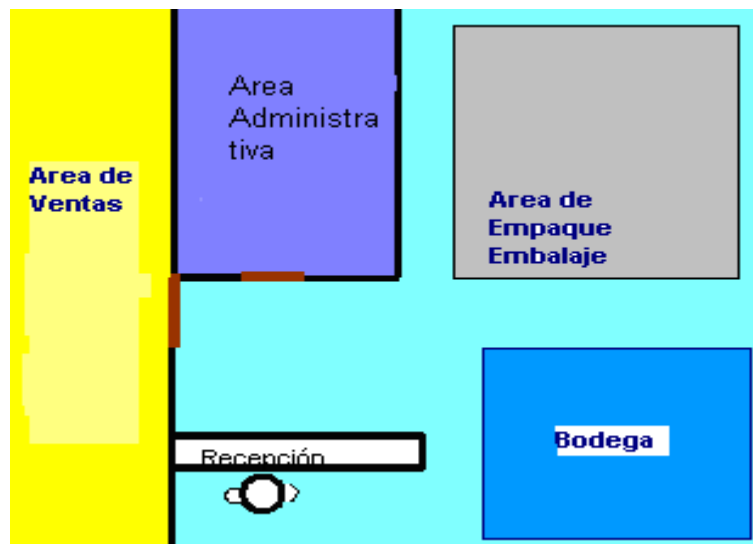 Area
Administra
tiva
Area de
Ventas
Area de
Empaque
Embalaje
Bodega
Recepción